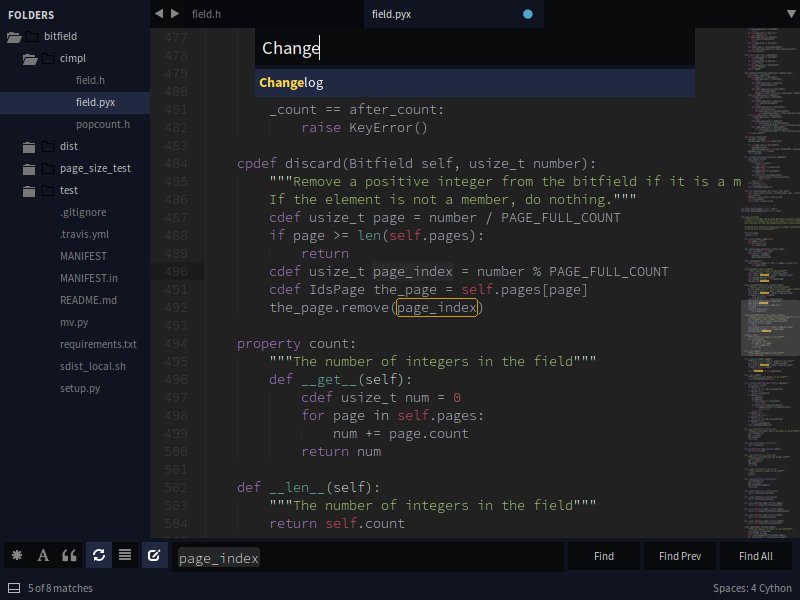 FOLDERS
bitfield
cimpl
field.h
field.pyx
popcount.h
dist
page_size_test
test
.gitignore
.travis.yml
MANIFEST
MANIFEST.in
README.md
mv.py
requirements.txt
sdist_local.sh
setup.py
field.h
field.pyx
Change
Changelog
477
478
479
480
481 _count == after_count:
482 raise KeyError()
483
484 cpdef discard(Bitfield self, usize_t number):
485 """Remove a positive integer from the bitfield if it is a m
486 If the element is not a member, do nothing."""
487 cdef usize_t page = number / PAGE_FULL_COUNT
488 if page >= len(self.pages):
489 return
490 cdef usize_t page_index = number % PAGE_FULL_COUNT
491 cdef IdsPage the_page = self.pages[page]
492 the_page.remove(page_index)
493
494 property count:
495 """The number of integers in the field"""
496 def __get__(self):
497 cdef usize_t num = 0
498 for page in self.pages:
499 num += page.count
500 return num
501
502 def __len__(self):
503 """The number of integers in the field"""
504 return self.count
page_index
Find
Find Prev
Find All
5 of 8 matches
Spaces: 4 Cython